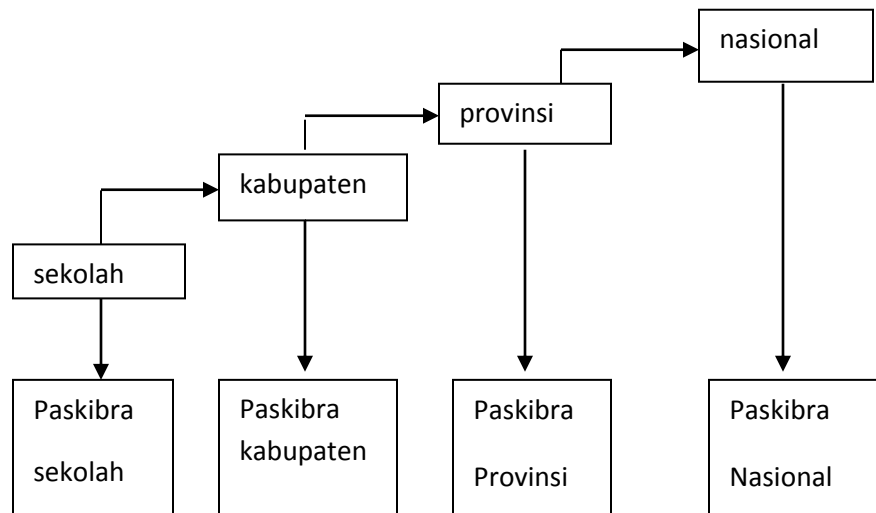 nasional
provinsi
kabupaten
sekolah
Paskibra
sekolah
Paskibra
kabupaten
Paskibra
Provinsi
Paskibra
Nasional